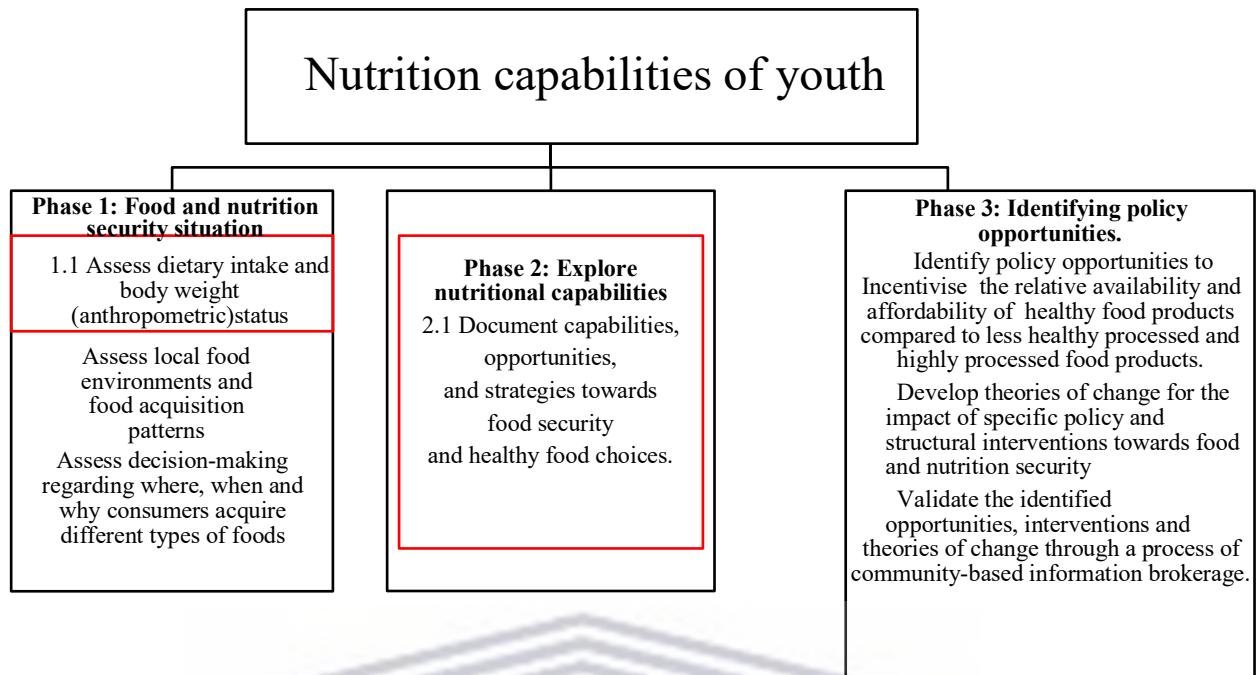 Nutrition capabilities of youth
Phase 1: Food and nutrition
security situation
1.1 Assess dietary intake and
body weight
(anthropometric)status
Assess local food
environments and
food acquisition
patterns
Assess decision-making
regarding where, when and
why consumers acquire
different types of foods
Phase 2: Explore
nutritional capabilities
2.1 Document capabilities,
opportunities,
and strategies towards
food security
and healthy food choices.
Phase 3: Identifying policy
opportunities.
Identify policy opportunities to
Incentivise the relative availability and
affordability of healthy food products
compared to less healthy processed and
highly processed food products.
Develop theories of change for the
impact of specific policy and
structural interventions towards food
and nutrition security
Validate the identified
opportunities, interventions and
theories of change through a process of
community-based information brokerage.